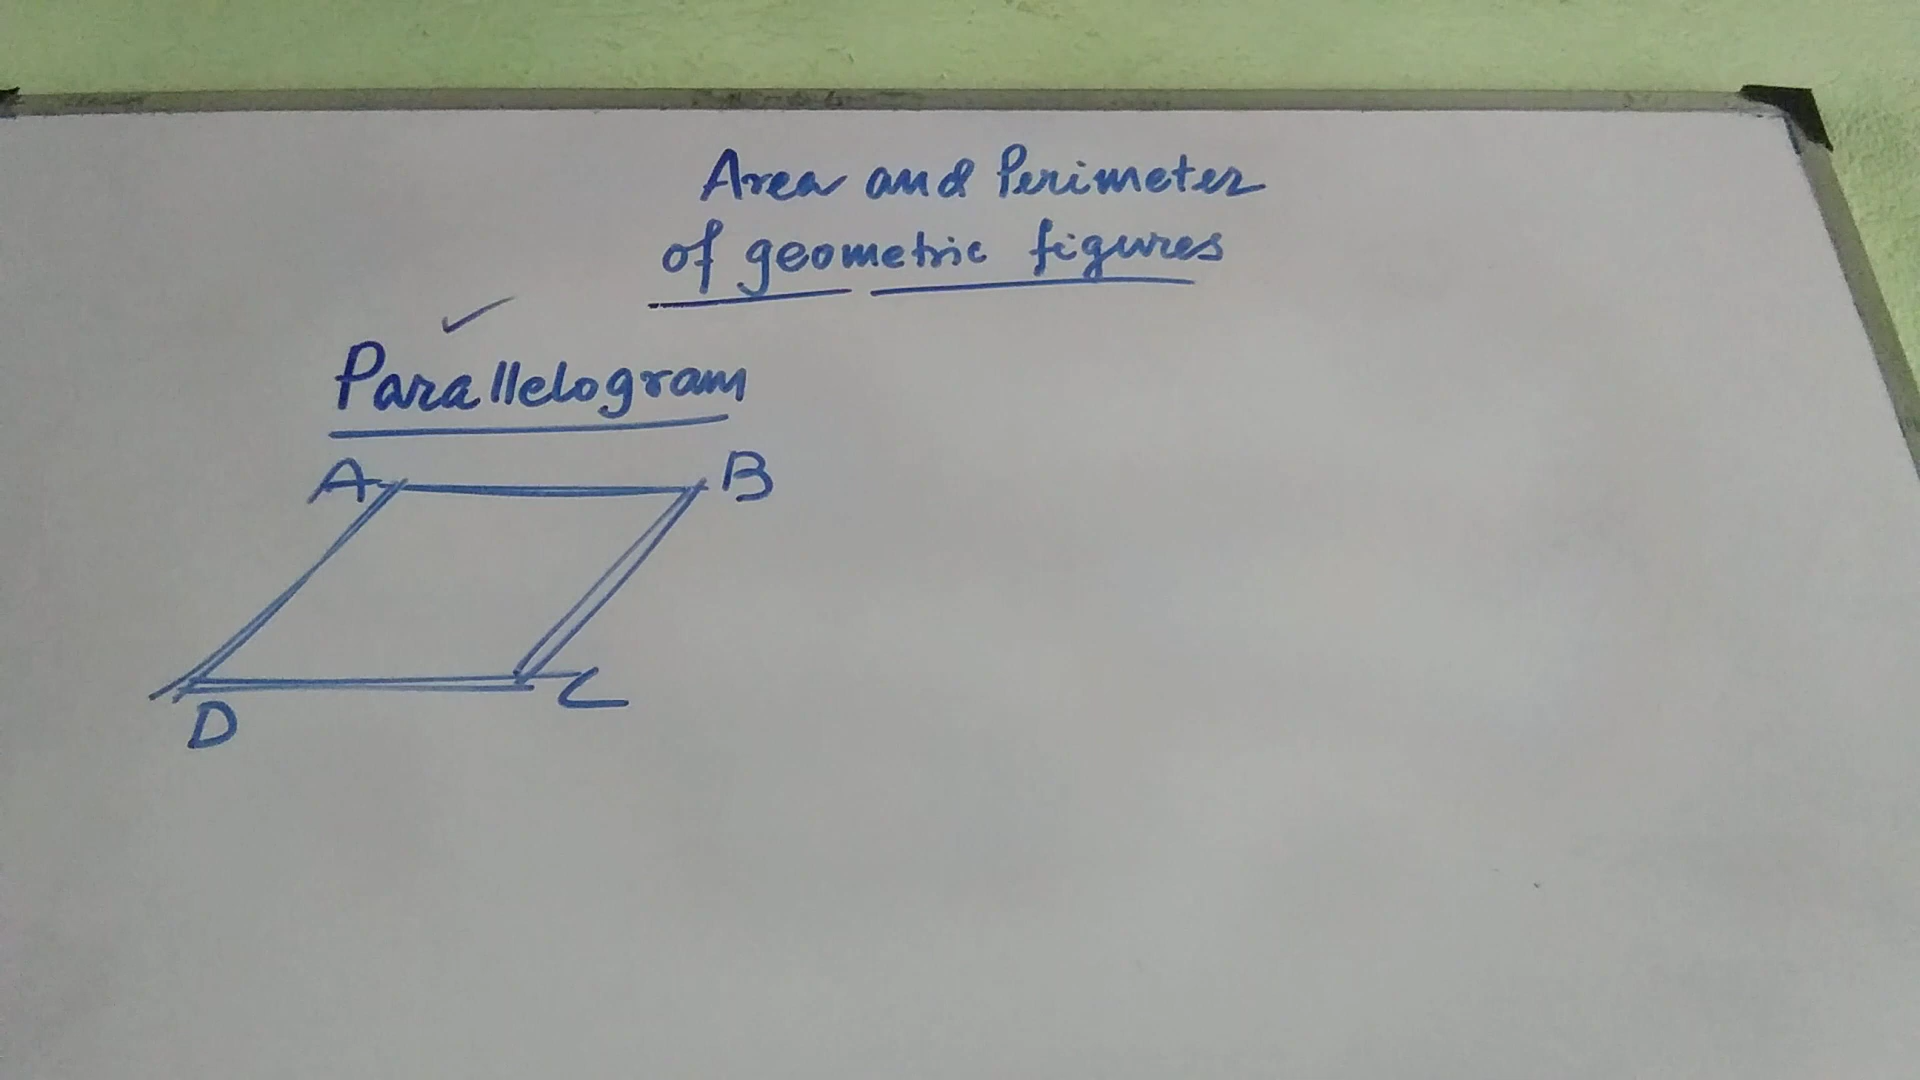 Area and Perimeter
of geometric figures
Parallelogram
A B
D C